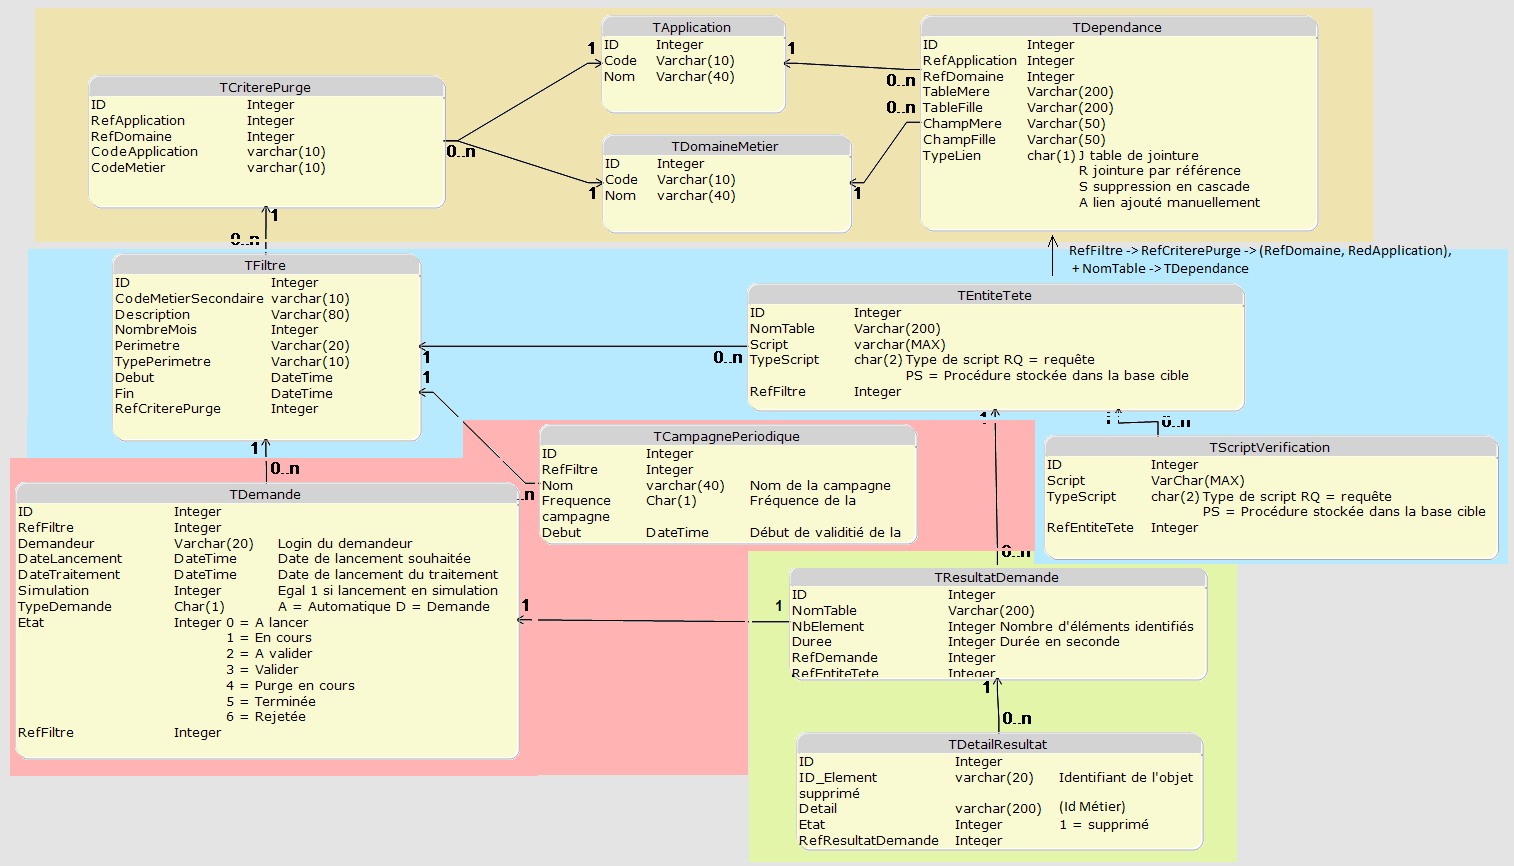 TApplication
ID Integer
Code Varchar(10)
Nom Varchar(40)
1
1
TDependance
ID Integer
RefApplication Integer
RefDomaine Integer
TableMere Varchar(200)
TableFille Varchar(200)
ChampMere Varchar(50)
ChampFille Varchar(50)
TypeLien char(1) J table de jointure
R jointure par référence
S suppression en cascade
A lien ajouté manuellement
0..n
0..n
TCriterePurge
ID Integer
RefApplication Integer
RefDomaine Integer
CodeApplication varchar(10)
CodeMetier varchar(10)
0..n
TDomaineMetier
ID Integer
Code Varchar(10)
Nom varchar(40)
1
1
1
0..n
RefFiltre -> RefCriterePurge -> (RefDomaine, RedApplication),
+ NomTable -> TDependance
TFiltre
ID Integer
CodeMetierSecondaire varchar(10)
Description Varchar(80)
NombreMois Integer
Perimetre Varchar(20)
TypePerimetre Varchar(10)
Debut DateTime
Fin DateTime
RefCriterePurge Integer
1
1
0..n
TEntiteTete
ID Integer
NomTable Varchar(200)
Script varchar(MAX)
TypeScript char(2) Type de script RQ = requête
PS = Procédure stockée dans la base cible
RefFiltre Integer
1
1
0..n
TScriptVerification
ID Integer
Script VarChar(MAX)
TypeScript char(2) Type de script RQ = requête
PS = Procédure stockée dans la base cible
RefEntiteTete Integer
TCampagnePeriodique
ID Integer
RefFiltre Integer
Nom varchar(40) Nom de la campagne
Frequence Char(1) Fréquence de la
campagne
Debut DateTime Début de validitié de la
..n
1
0..n
TDemande
ID Integer
RefFiltre Integer
Demandeur Varchar(20) Login du demandeur
DateLancement DateTime Date de lancement souhaitée
DateTraitement DateTime Date de lancement du traitement
Simulation Integer Egal 1 si lancement en simulation
TypeDemande Char(1) A = Automatique D = Demande
Etat Integer 0 = A lancer
1 = En cours
2 = A valider
3 = Valider
4 = Purge en cours
5 = Terminée
6 = Rejetée
RefFiltre Integer
1
1
0..n
TResultatDemande
ID Integer
NomTable Varchar(200)
NbElement Integer Nombre d'éléments identifiés
Duree Integer Durée en seconde
RefDemande Integer
RefEntiteTete Integer
1
0..n
TDetailResultat
ID Integer
ID_Element varchar(20) Identifiant de l'objet
supprimé
Detail varchar(200) (Id Métier)
Etat Integer 1 = supprimé
RefResultatDemande Integer